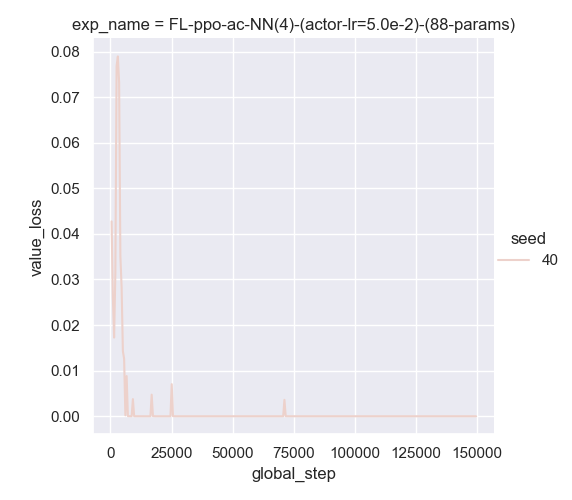 exp_name = FL-ppo-ac-NN(4)-(actor-lr=5.0e-2)-(88-params)
0.08
0.07
0.06
0.05
0.04
0.03
0.02
0.01
0.00
value_loss
0 25000 50000 75000 100000 125000 150000
global_step
seed
40